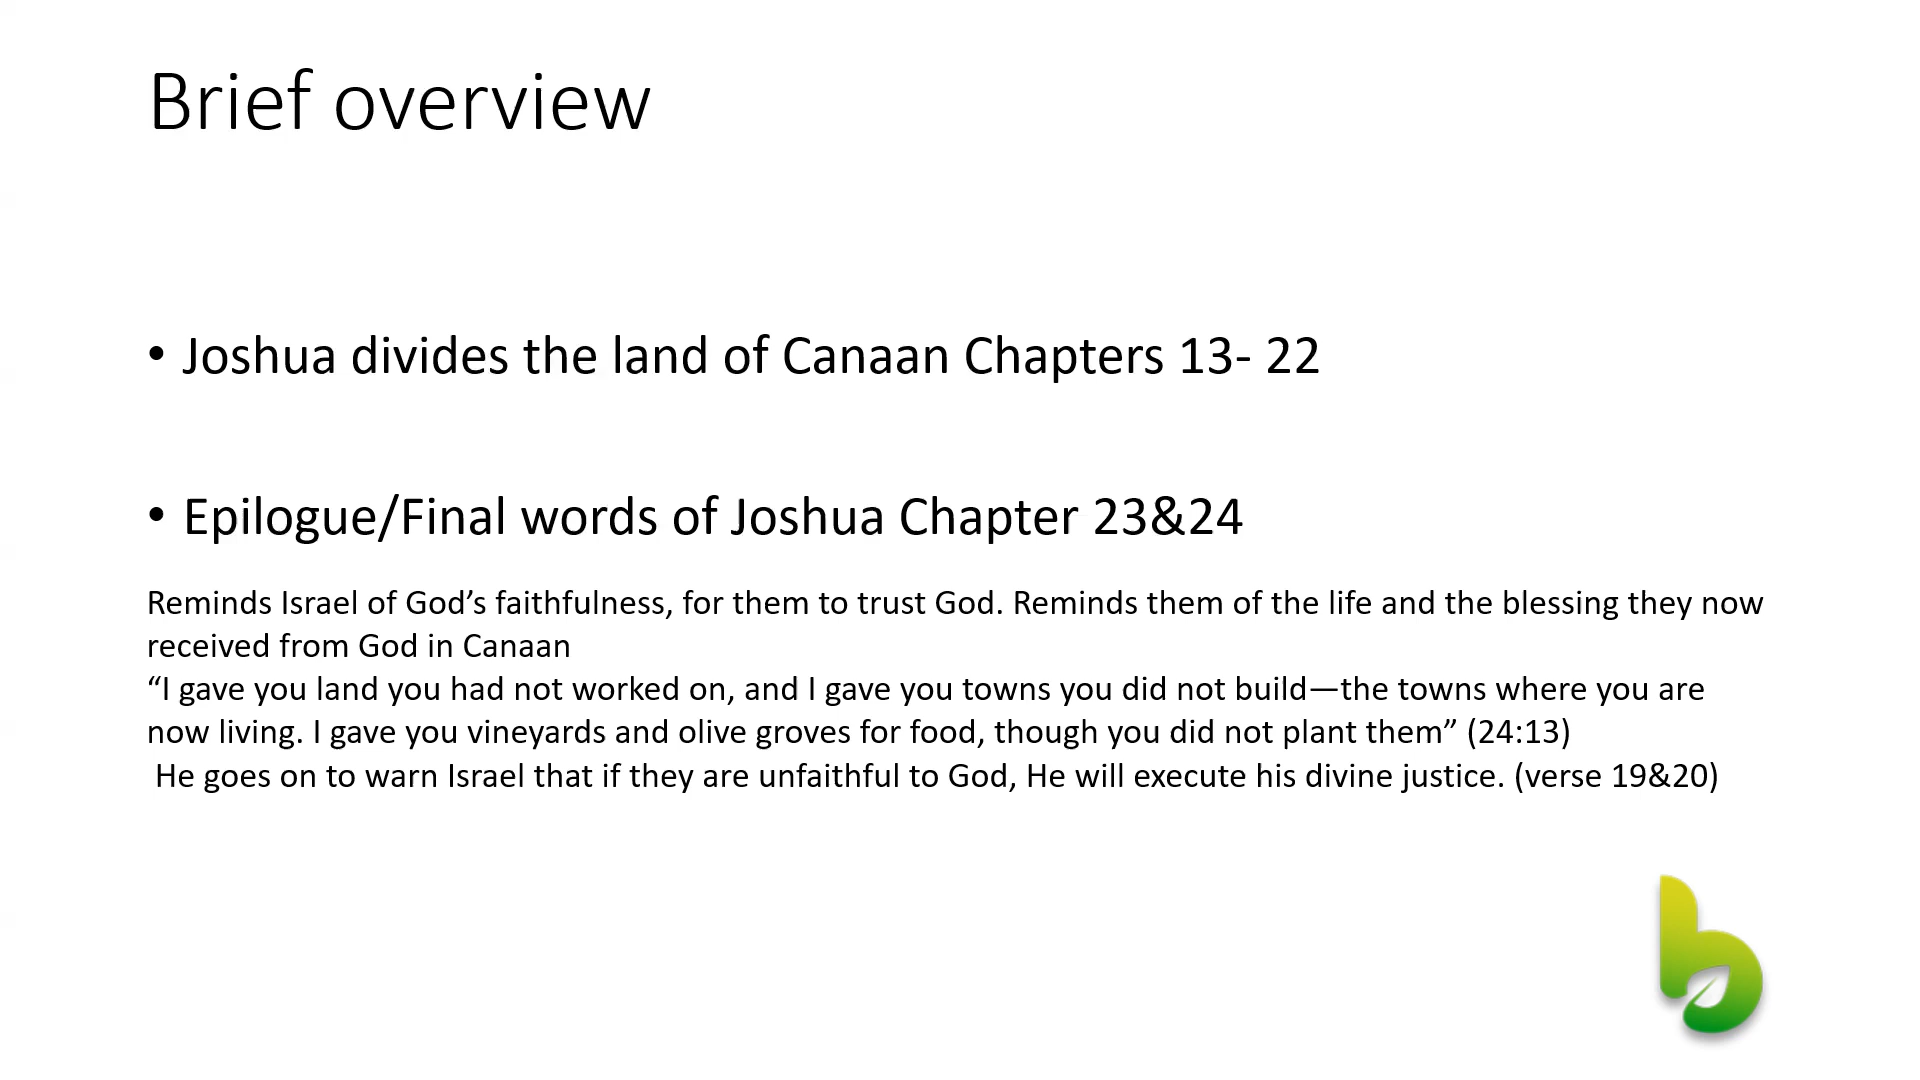 Brief overview
• Joshua divides the land of Canaan Chapters 13- 22
• Epilogue/Final words of Joshua Chapter 23&24
Reminds Israel of God’s faithfulness, for them to trust God. Reminds them of the life and the blessing they now
received from God in Canaan
“I gave you land you had not worked on, and I gave you towns you did not build—the towns where you are
now living. I gave you vineyards and olive groves for food, though you did not plant them” (24:13)
He goes on to warn Israel that if they are unfaithful to God, He will execute his divine justice. (verse 19&20)
b